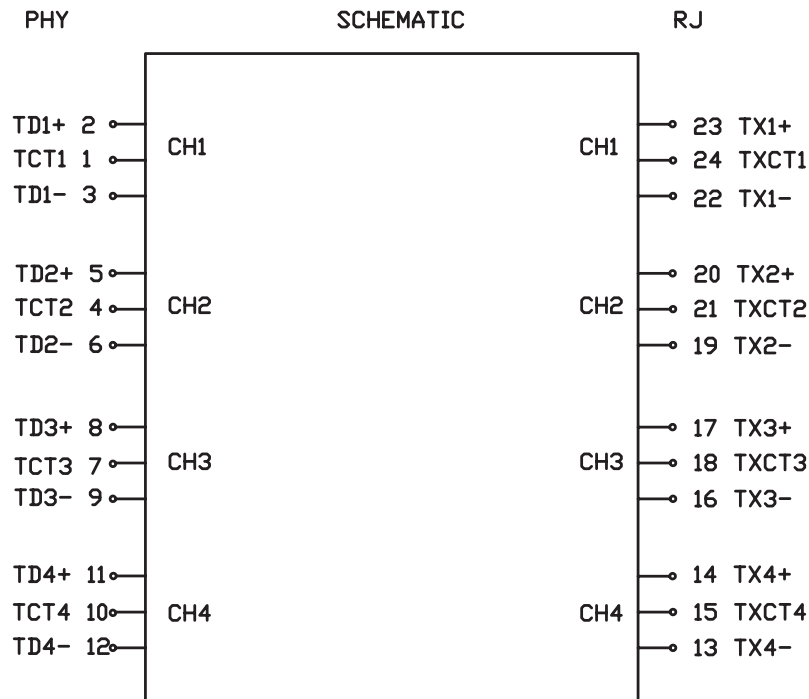 PHY SCHEMATIC RJ
TD1+ 2 23 TX1+
TCT1 1 CH1 CH1 24 TXCT1
TD1- 3 22 TX1-
TD2+ 5 20 TX2+
TCT2 4 CH2 CH2 21 TXCT2
TD2- 6 19 TX2-
TD3+ 8 17 TX3+
TCT3 7 CH3 CH3 18 TXCT3
TD3- 9 16 TX3-
TD4+ 11 14 TX4+
TCT4 10 CH4 CH4 15 TXCT4
TD4- 12 13 TX4-